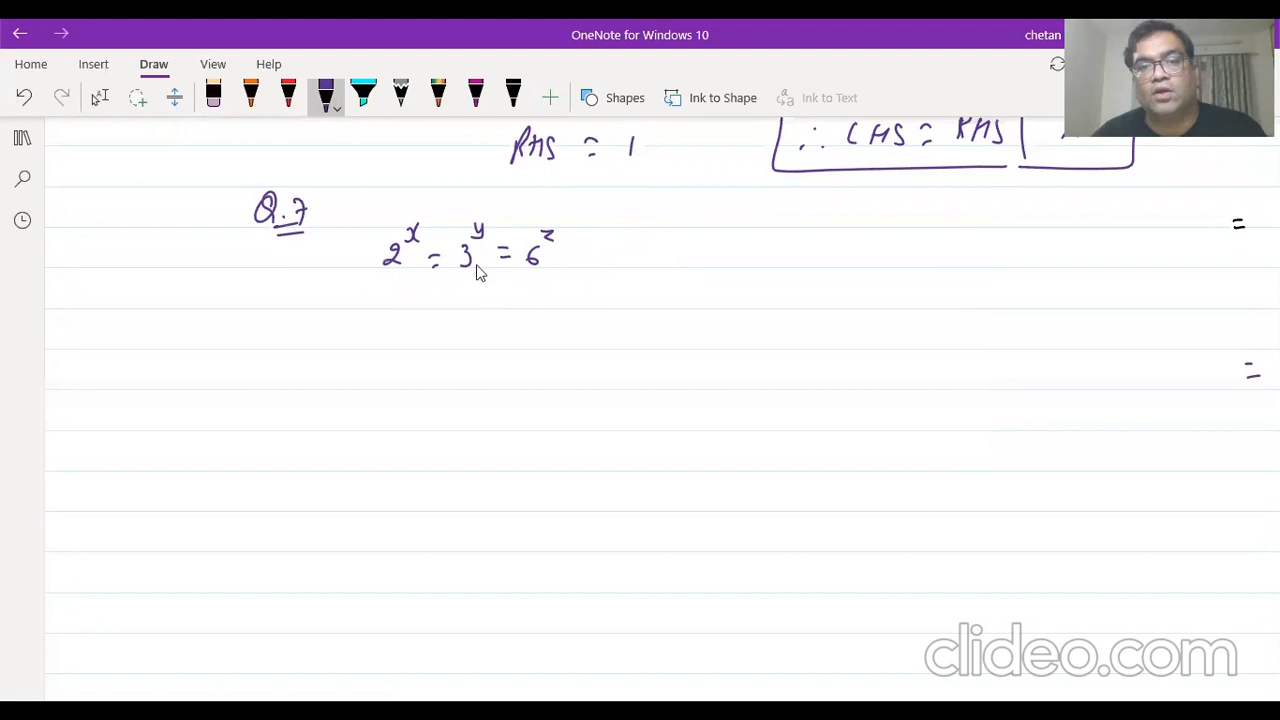 OneNote for Windows 10
chetan
Home Insert Draw View Help
Shapes Ink to Shape Ink to Text
RHS = 1
∴ LHS = RHS
=
Q.7
2^x = 3^y = 6^z
=
clideo.com